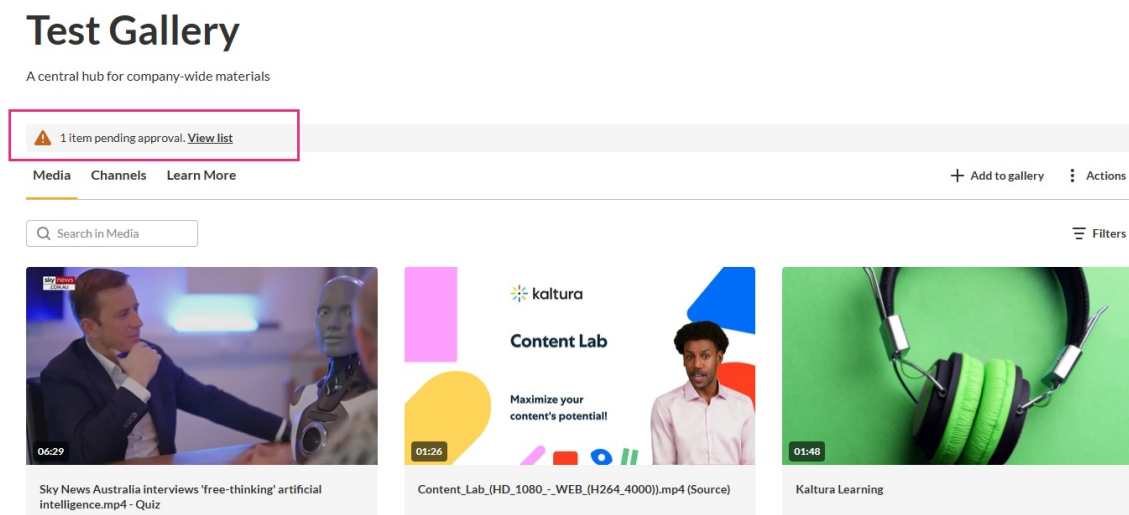 Test Gallery
A central hub for company-wide materials
1 item pending approval. View list
Media Channels Learn More
Add to gallery Actions
Search in Media
Filters
sky news
.COM.AU
06:29
kaltura
Content Lab
Maximize your
content's potential!
01:26
01:48
Sky News Australia interviews 'free-thinking' artificial
intelligence.mp4 - Quiz
Content_Lab_(HD_1080_-_WEB_(H264_4000)).mp4 (Source)
Kaltura Learning